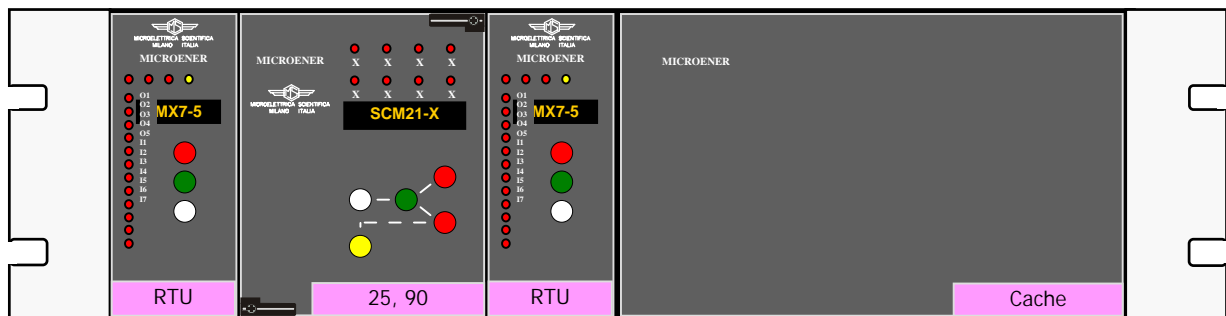 MICROELETTRICA SCIENTIFICA
MILANO ITALIA
MICROENER
O1
O2
O3
O4
O5
I1
I2
I3
I4
I5
I6
I7
MX7-5
RTU
MICROENER
MICROELETTRICA SCIENTIFICA
MILANO ITALIA
X X X X
X X X X
SCM21-X
25, 90
MICROELETTRICA SCIENTIFICA
MILANO ITALIA
MICROENER
O1
O2
O3
O4
O5
I1
I2
I3
I4
I5
I6
I7
MX7-5
RTU
MICROENER
Cache